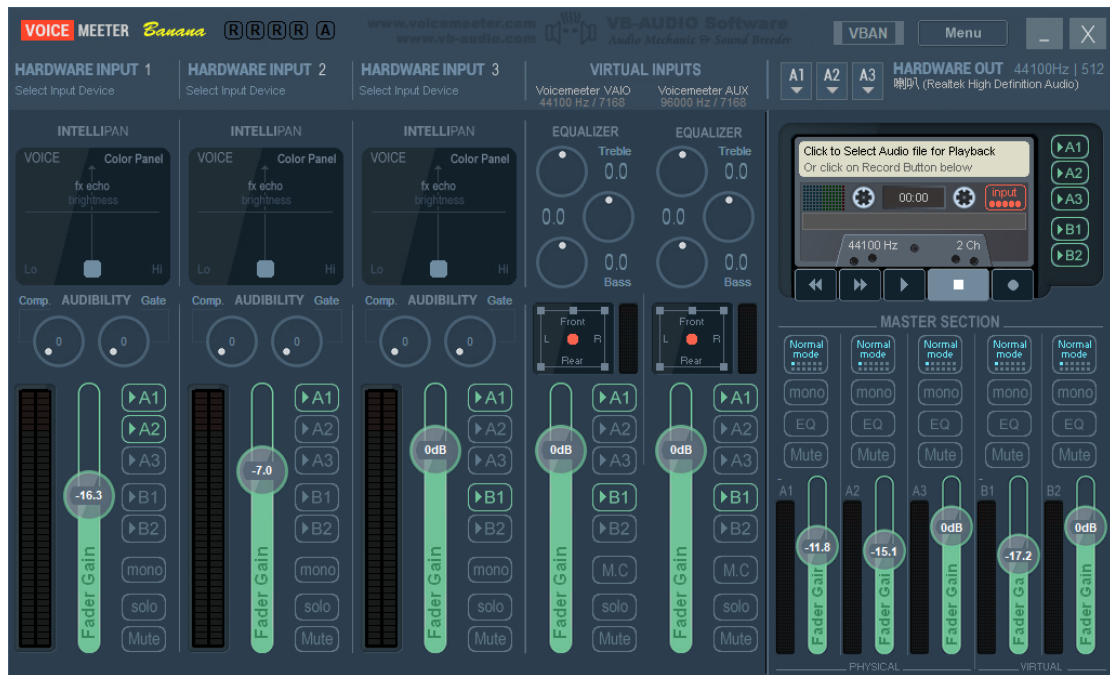 VOICE MEETER Banana R R R R A www.voicemeeter.com VB-AUDIO Software VBAN Menu _ X
www.vb-audio.com Audio Mechanic & Sound Breeder
HARDWARE INPUT 1 HARDWARE INPUT 2 HARDWARE INPUT 3 VIRTUAL INPUTS A1 A2 A3 HARDWARE OUT 44100Hz | 512
Select Input Device Select Input Device Select Input Device Voicemeeter VAIO Voicemeeter AUX 喇叭 (Realtek High Definition Audio)
44100 Hz / 7168 96000 Hz / 7168
INTELLIPAN INTELLIPAN INTELLIPAN EQUALIZER EQUALIZER
VOICE Color Panel VOICE Color Panel VOICE Color Panel Treble Treble
fx echo fx echo fx echo 0.0 0.0
brightness brightness brightness
0.0 0.0
Lo Hi Lo Hi Lo Hi 0.0 0.0
Bass Bass
Click to Select Audio file for Playback A1
Or click on Record Button below A2
00:00 input A3
B1
44100 Hz 2 Ch B2
Comp. AUDIBILITY Gate Comp. AUDIBILITY Gate Comp. AUDIBILITY Gate
0 0 0 0 0 0
Front Front
L R L R
Rear Rear
MASTER SECTION
Normal mode Normal mode Normal mode Normal mode Normal mode
mono mono mono mono mono
EQ EQ EQ EQ EQ
Mute Mute Mute Mute Mute
A1 A1 A1 A1 A1
A2 A2 A2 A2 A2
A3 A3 A3 A3 A3
-16.3 -7.0 0dB 0dB 0dB
B1 B1 B1 B1 B1
B2 B2 B2 B2 B2
mono mono mono M.C M.C
solo solo solo solo solo
Mute Mute Mute Mute Mute
Fader Gain Fader Gain Fader Gain Fader Gain Fader Gain
A1 A2 A3 B1 B2
-11.8 -15.1 0dB -17.2 0dB
Fader Gain Fader Gain Fader Gain Fader Gain Fader Gain
PHYSICAL VIRTUAL